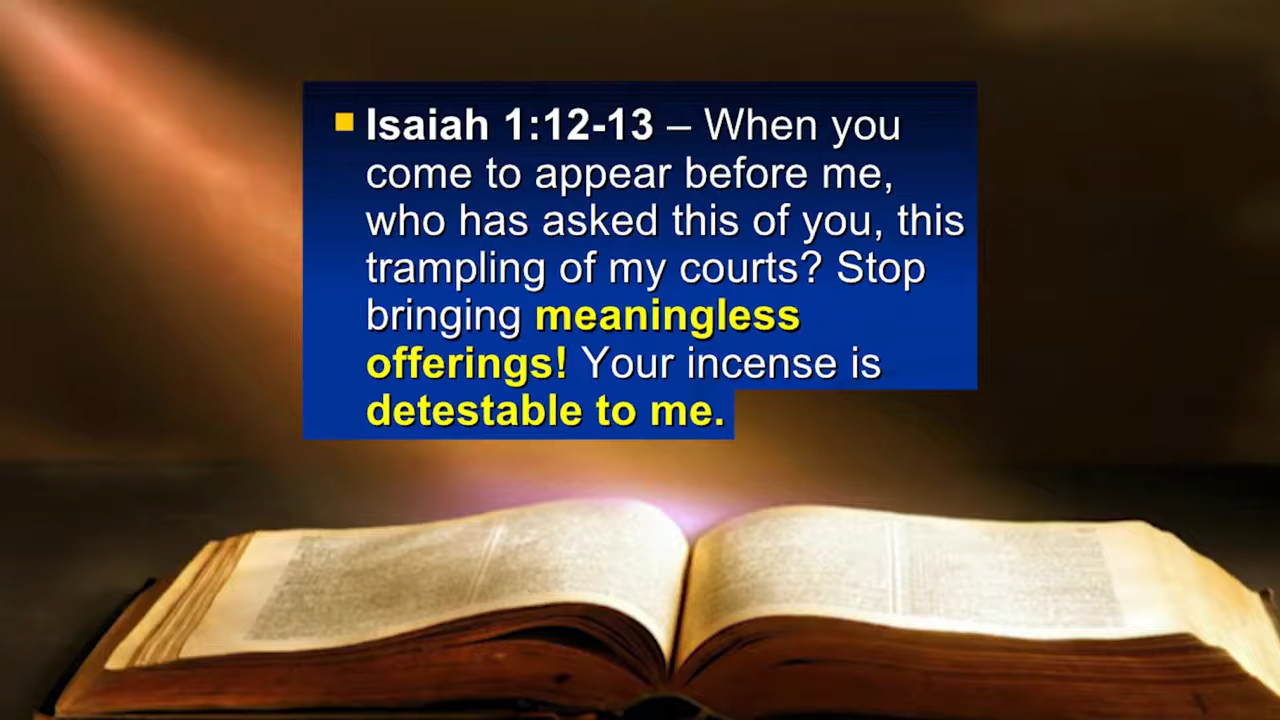 Isaiah 1:12-13 – When you
come to appear before me,
who has asked this of you, this
trampling of my courts? Stop
bringing meaningless
offerings! Your incense is
detestable to me.